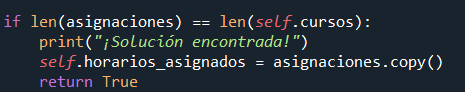 if len(asignaciones) == len(self.cursos):
    print("¡Solución encontrada!")
    self.horarios_asignados = asignaciones.copy()
    return True